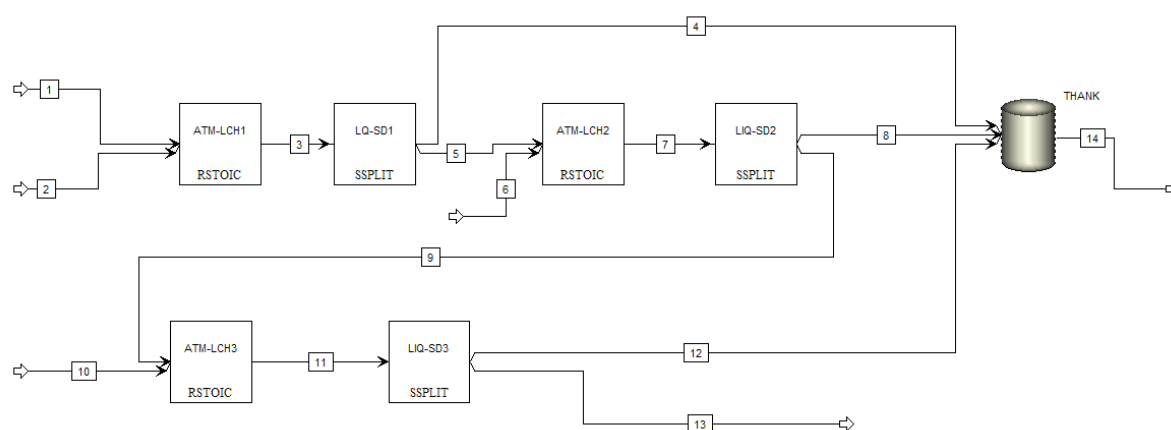 4
THANK
1
ATM-LCH1
RSTOIC
3
LQ-SD1
SSPLIT
5
ATM-LCH2
RSTOIC
7
LIQ-SD2
SSPLIT
8
14
2
6
9
ATM-LCH3
RSTOIC
11
LIQ-SD3
SSPLIT
12
10
13